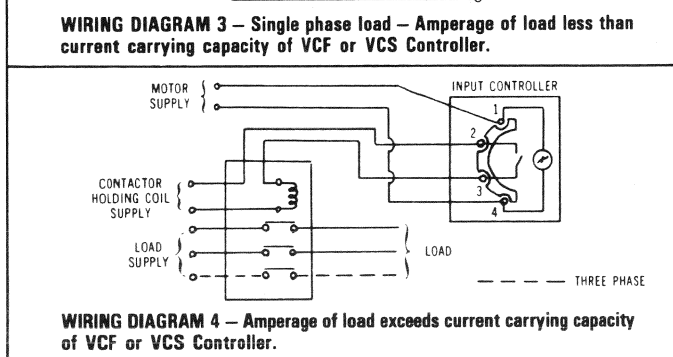 WIRING DIAGRAM 3 – Single phase load – Amperage of load less than
current carrying capacity of VCF or VCS Controller.
MOTOR
SUPPLY
INPUT CONTROLLER
1
2
3
4
CONTACTOR
HOLDING COIL
SUPPLY
LOAD
SUPPLY
LOAD
THREE PHASE
WIRING DIAGRAM 4 – Amperage of load exceeds current carrying capacity
of VCF or VCS Controller.